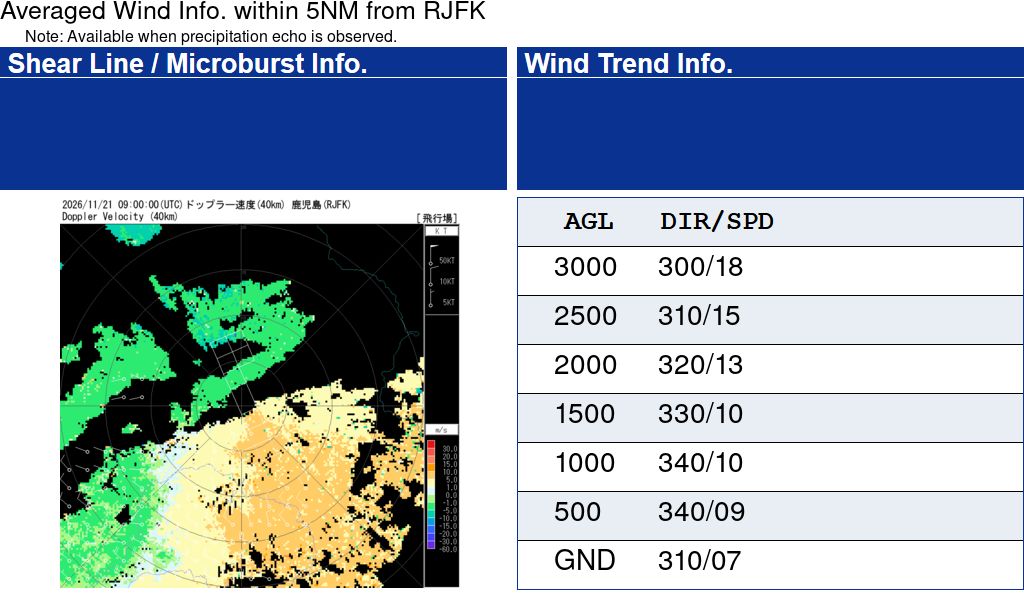 Averaged Wind Info. within 5NM from RJFK
Note: Available when precipitation echo is observed.
Shear Line / Microburst Info.
Wind Trend Info.
2026/11/21 09:00:00(UTC) ドップラー速度(40km) 鹿児島(RJFK)
Doppler Velocity (40km)
[飛行場]
K T
50KT
10KT
5KT
m/s
30.0
20.0
15.0
10.0
5.0
1.0
0.0
-1.0
-5.0
-10.0
-15.0
-20.0
-30.0
-60.0
AGL DIR/SPD
3000 300/18
2500 310/15
2000 320/13
1500 330/10
1000 340/10
500 340/09
GND 310/07